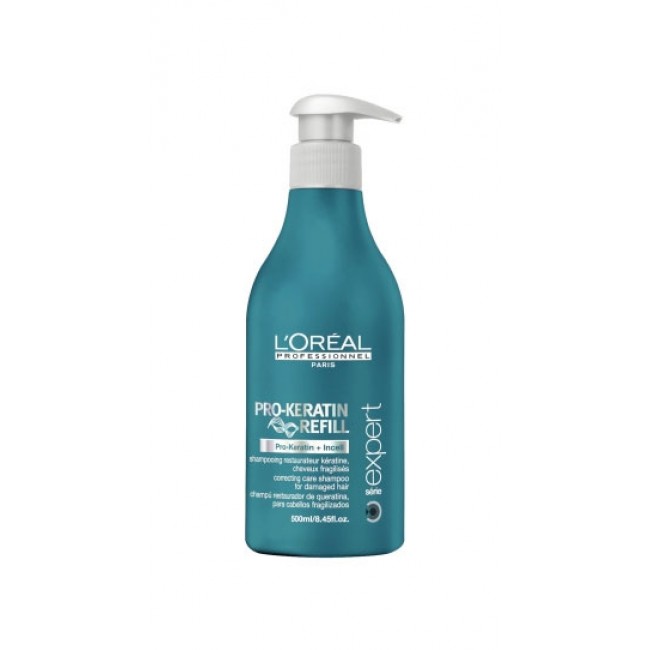 L'ORÉAL
PROFESSIONNEL
PARIS
PRO-KERATIN
REFILL
Pro-Keratin + Incell
shampooing restaurateur kératine,
cheveux fragilisés
correcting care shampoo
for damaged hair
champú restaurador de queratina,
para cabellos fragilizados
500ml/8.45fl.oz.
série expert